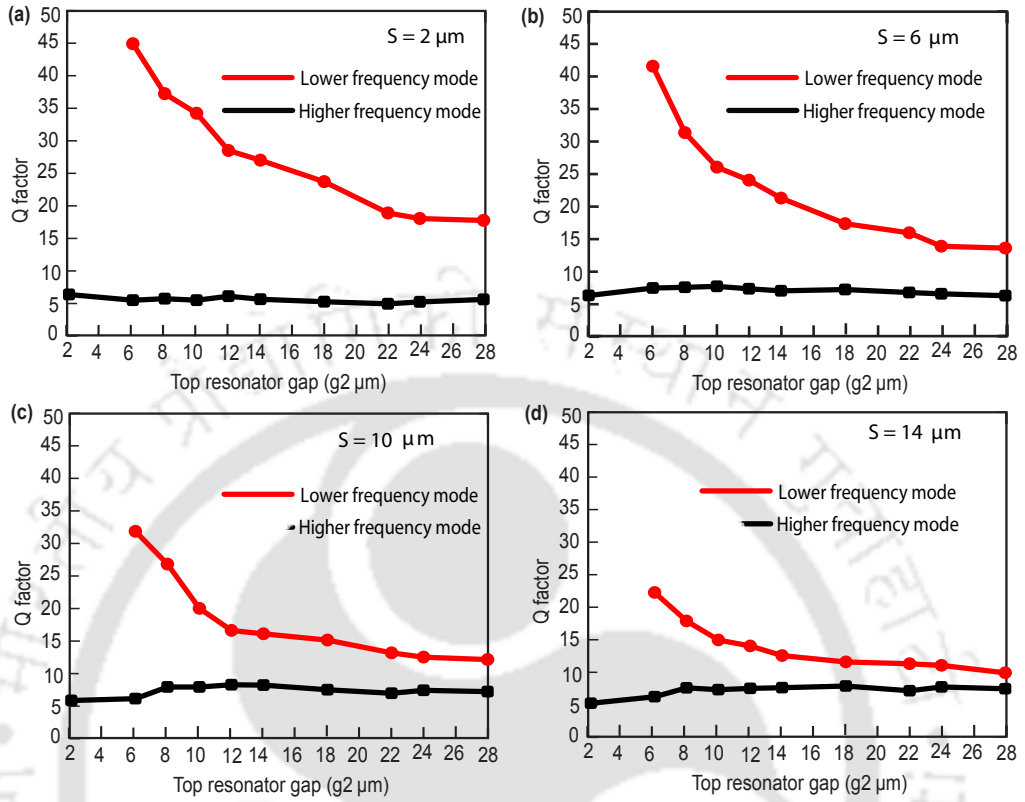 (a)
S = 2 µm
Lower frequency mode
Higher frequency mode
Q factor
50
45
40
35
30
25
20
15
10
5
0
2 4 6 8 10 12 14 16 18 20 22 24 26 28
Top resonator gap (g2 µm)
(b)
S = 6 µm
Lower frequency mode
Higher frequency mode
Q factor
50
45
40
35
30
25
20
15
10
5
0
2 4 6 8 10 12 14 16 18 20 22 24 26 28
Top resonator gap (g2 µm)
(c)
S = 10 µm
Lower frequency mode
Higher frequency mode
Q factor
50
45
40
35
30
25
20
15
10
5
0
2 4 6 8 10 12 14 16 18 20 22 24 26 28
Top resonator gap (g2 µm)
(d)
S = 14 µm
Lower frequency mode
Higher frequency mode
Q factor
50
45
40
35
30
25
20
15
10
5
0
2 4 6 8 10 12 14 16 18 20 22 24 26 28
Top resonator gap (g2 µm)